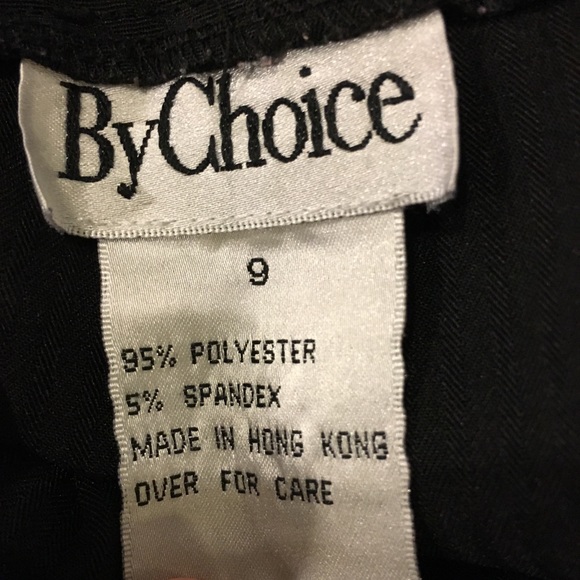 ByChoice
9
95% POLYESTER
5% SPANDEX
MADE IN HONG KONG
OVER FOR CARE